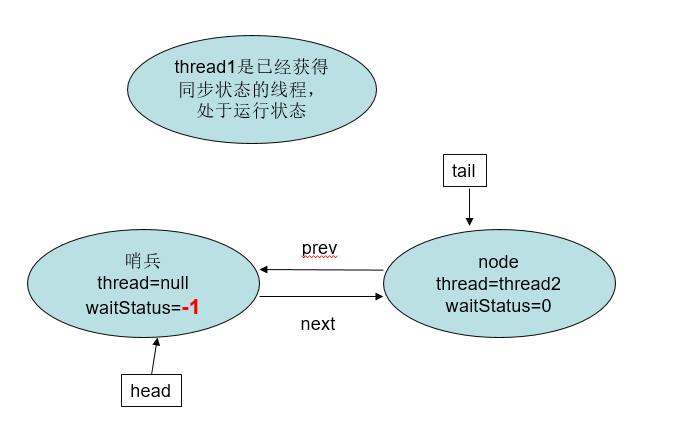 thread1是已经获得
同步状态的线程，
处于运行状态
tail
prev
哨兵
thread=null
waitStatus=-1
node
thread=thread2
waitStatus=0
next
head